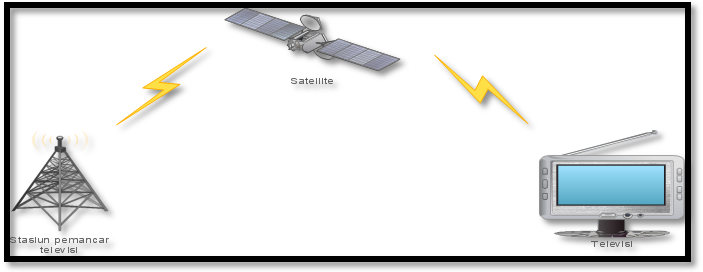 Satellite
Stasiun pemancar
televisi
Televisi